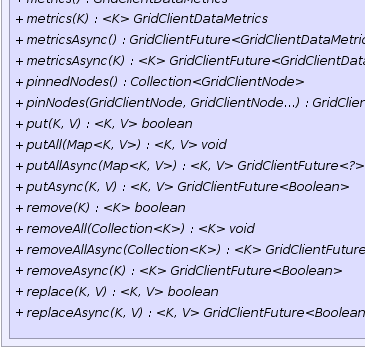 + metrics() : GridClientDataMetrics
+ metrics(K) : <K> GridClientDataMetrics
+ metricsAsync() : GridClientFuture<GridClientDataMetric
+ metricsAsync(K) : <K> GridClientFuture<GridClientData
+ pinnedNodes() : Collection<GridClientNode>
+ pinNodes(GridClientNode, GridClientNode...) : GridClien
+ put(K, V) : <K, V> boolean
+ putAll(Map<K, V>) : <K, V> void
+ putAllAsync(Map<K, V>) : <K, V> GridClientFuture<?>
+ putAsync(K, V) : <K, V> GridClientFuture<Boolean>
+ remove(K) : <K> boolean
+ removeAll(Collection<K>) : <K> void
+ removeAllAsync(Collection<K>) : <K> GridClientFuture
+ removeAsync(K) : <K> GridClientFuture<Boolean>
+ replace(K, V) : <K, V> boolean
+ replaceAsync(K, V) : <K, V> GridClientFuture<Boolean